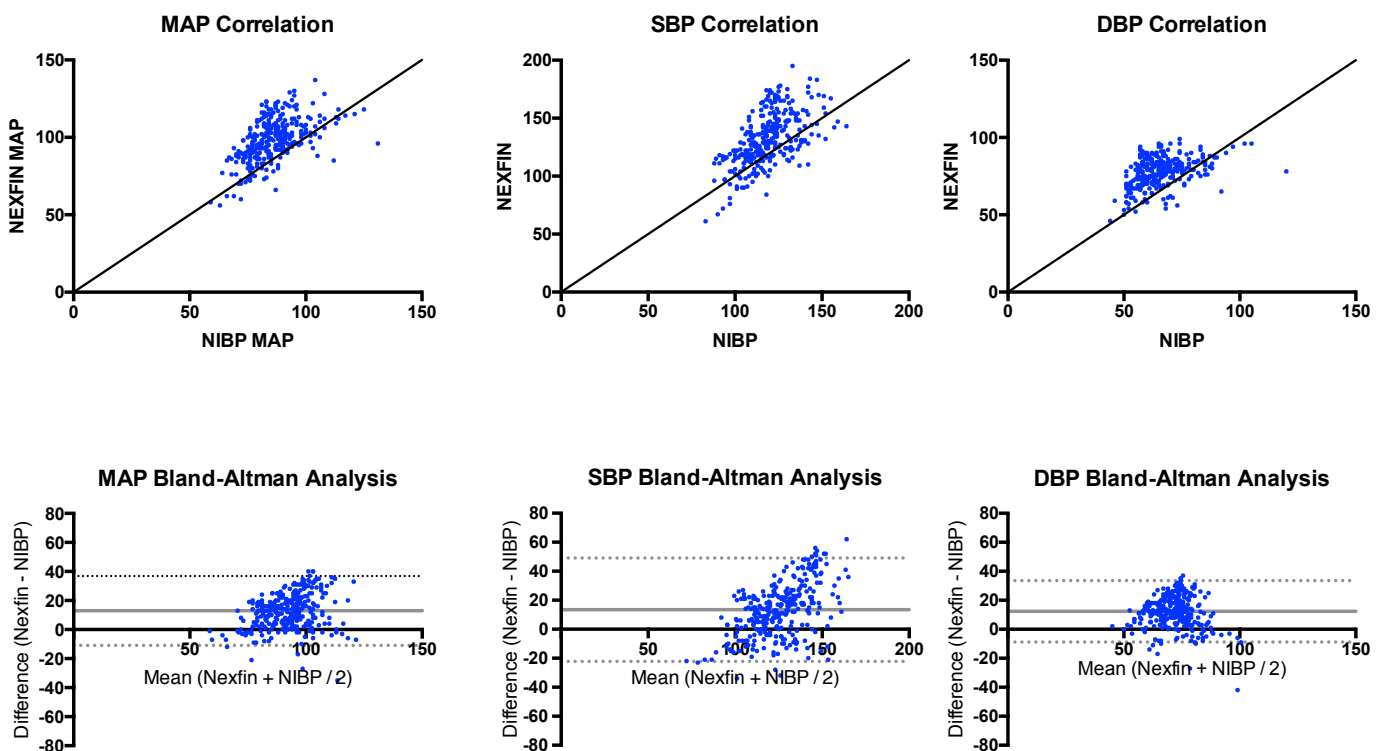 MAP Correlation
NEXFIN MAP
150
100
50
0
0 50 100 150
NIBP MAP
SBP Correlation
NEXFIN
200
150
100
50
0
0 50 100 150 200
NIBP
DBP Correlation
NEXFIN
150
100
50
0
0 50 100 150
NIBP
MAP Bland-Altman Analysis
Difference (Nexfin - NIBP)
80
60
40
20
0
-20
-40
-60
-80
50 100 150
Mean (Nexfin + NIBP / 2)
SBP Bland-Altman Analysis
Difference (Nexfin - NIBP)
80
60
40
20
0
-20
-40
-60
-80
50 100 150 200
Mean (Nexfin + NIBP / 2)
DBP Bland-Altman Analysis
Difference (Nexfin - NIBP)
80
60
40
20
0
-20
-40
-60
-80
50 100 150
Mean (Nexfin + NIBP / 2)